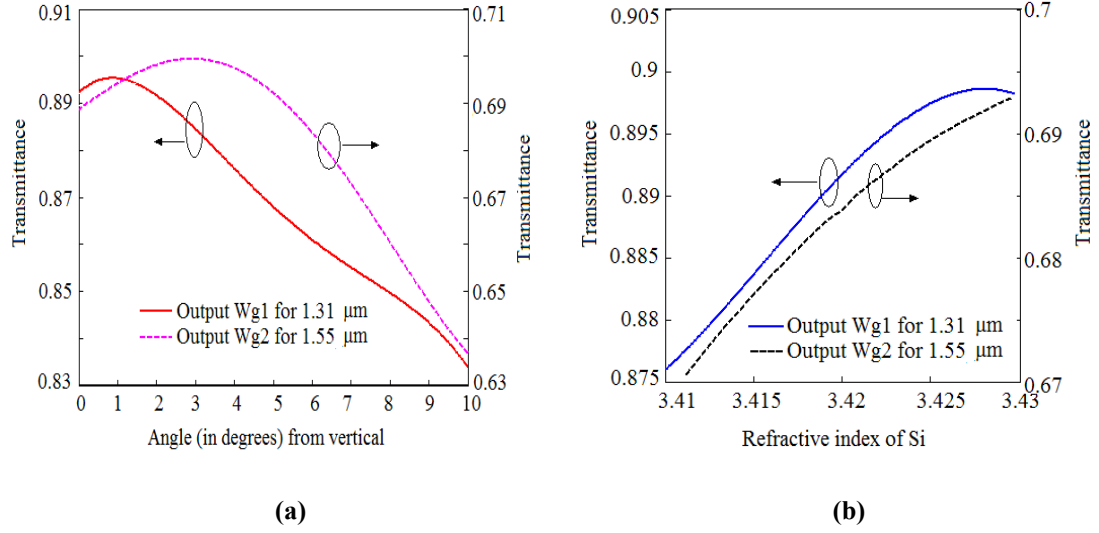 0.91
0.89
0.87
0.85
0.83
Transmittance
0.71
0.69
0.67
0.65
0.63
Transmittance
Output Wg1 for 1.31 μm
Output Wg2 for 1.55 μm
0 1 2 3 4 5 6 7 8 9 10
Angle (in degrees) from vertical
(a)
0.905
0.9
0.895
0.89
0.885
0.88
0.875
Transmittance
0.7
0.69
0.68
0.67
Transmittance
Output Wg1 for 1.31 μm
Output Wg2 for 1.55 μm
3.41 3.415 3.42 3.425 3.43
Refractive index of Si
(b)